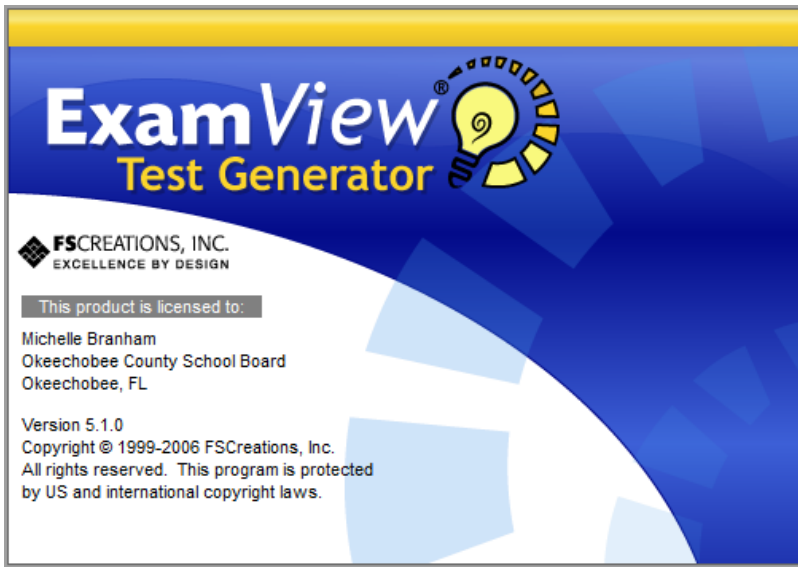 ExamView®
Test Generator
FSCREATIONS, INC.
EXCELLENCE BY DESIGN
This product is licensed to:
Michelle Branham
Okeechobee County School Board
Okeechobee, FL
Version 5.1.0
Copyright © 1999-2006 FSCreations, Inc.
All rights reserved.  This program is protected
by US and international copyright laws.